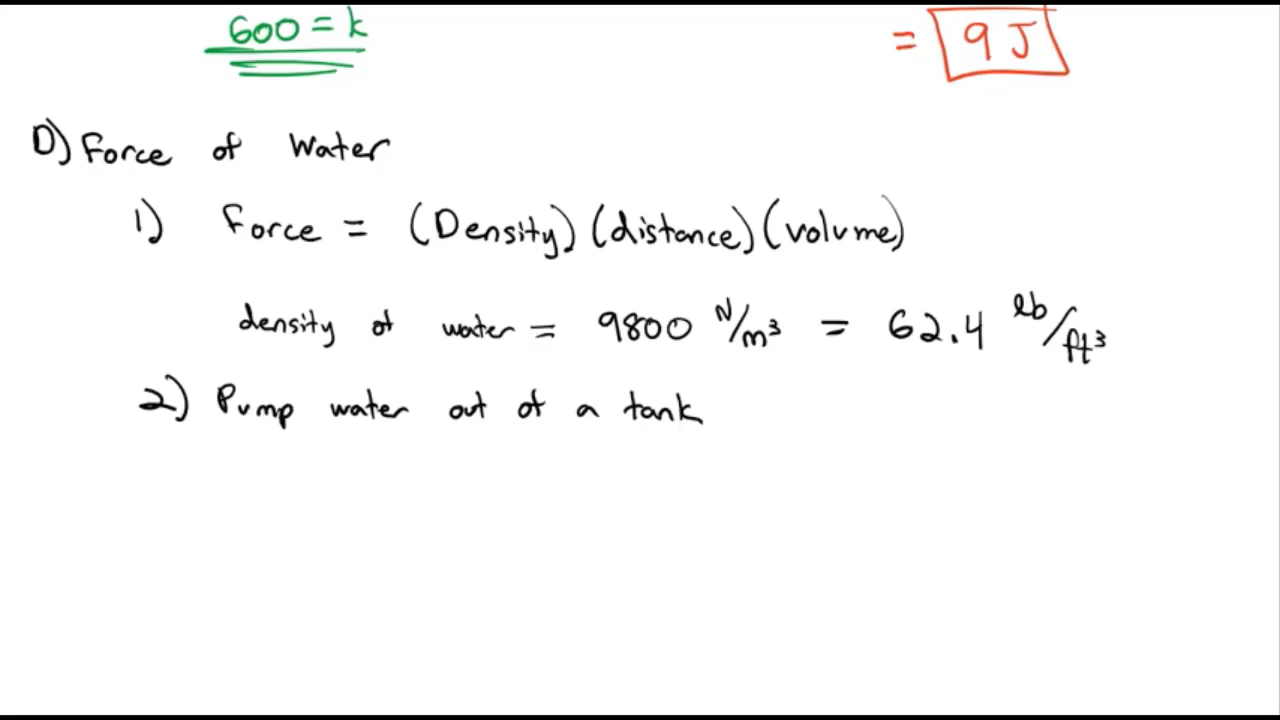 600 = k
= 9 J
D) Force of Water
1) Force = (Density) (distance) (volume)
density of water = 9800 N/m³ = 62.4 lb/ft³
2) Pump water out of a tank